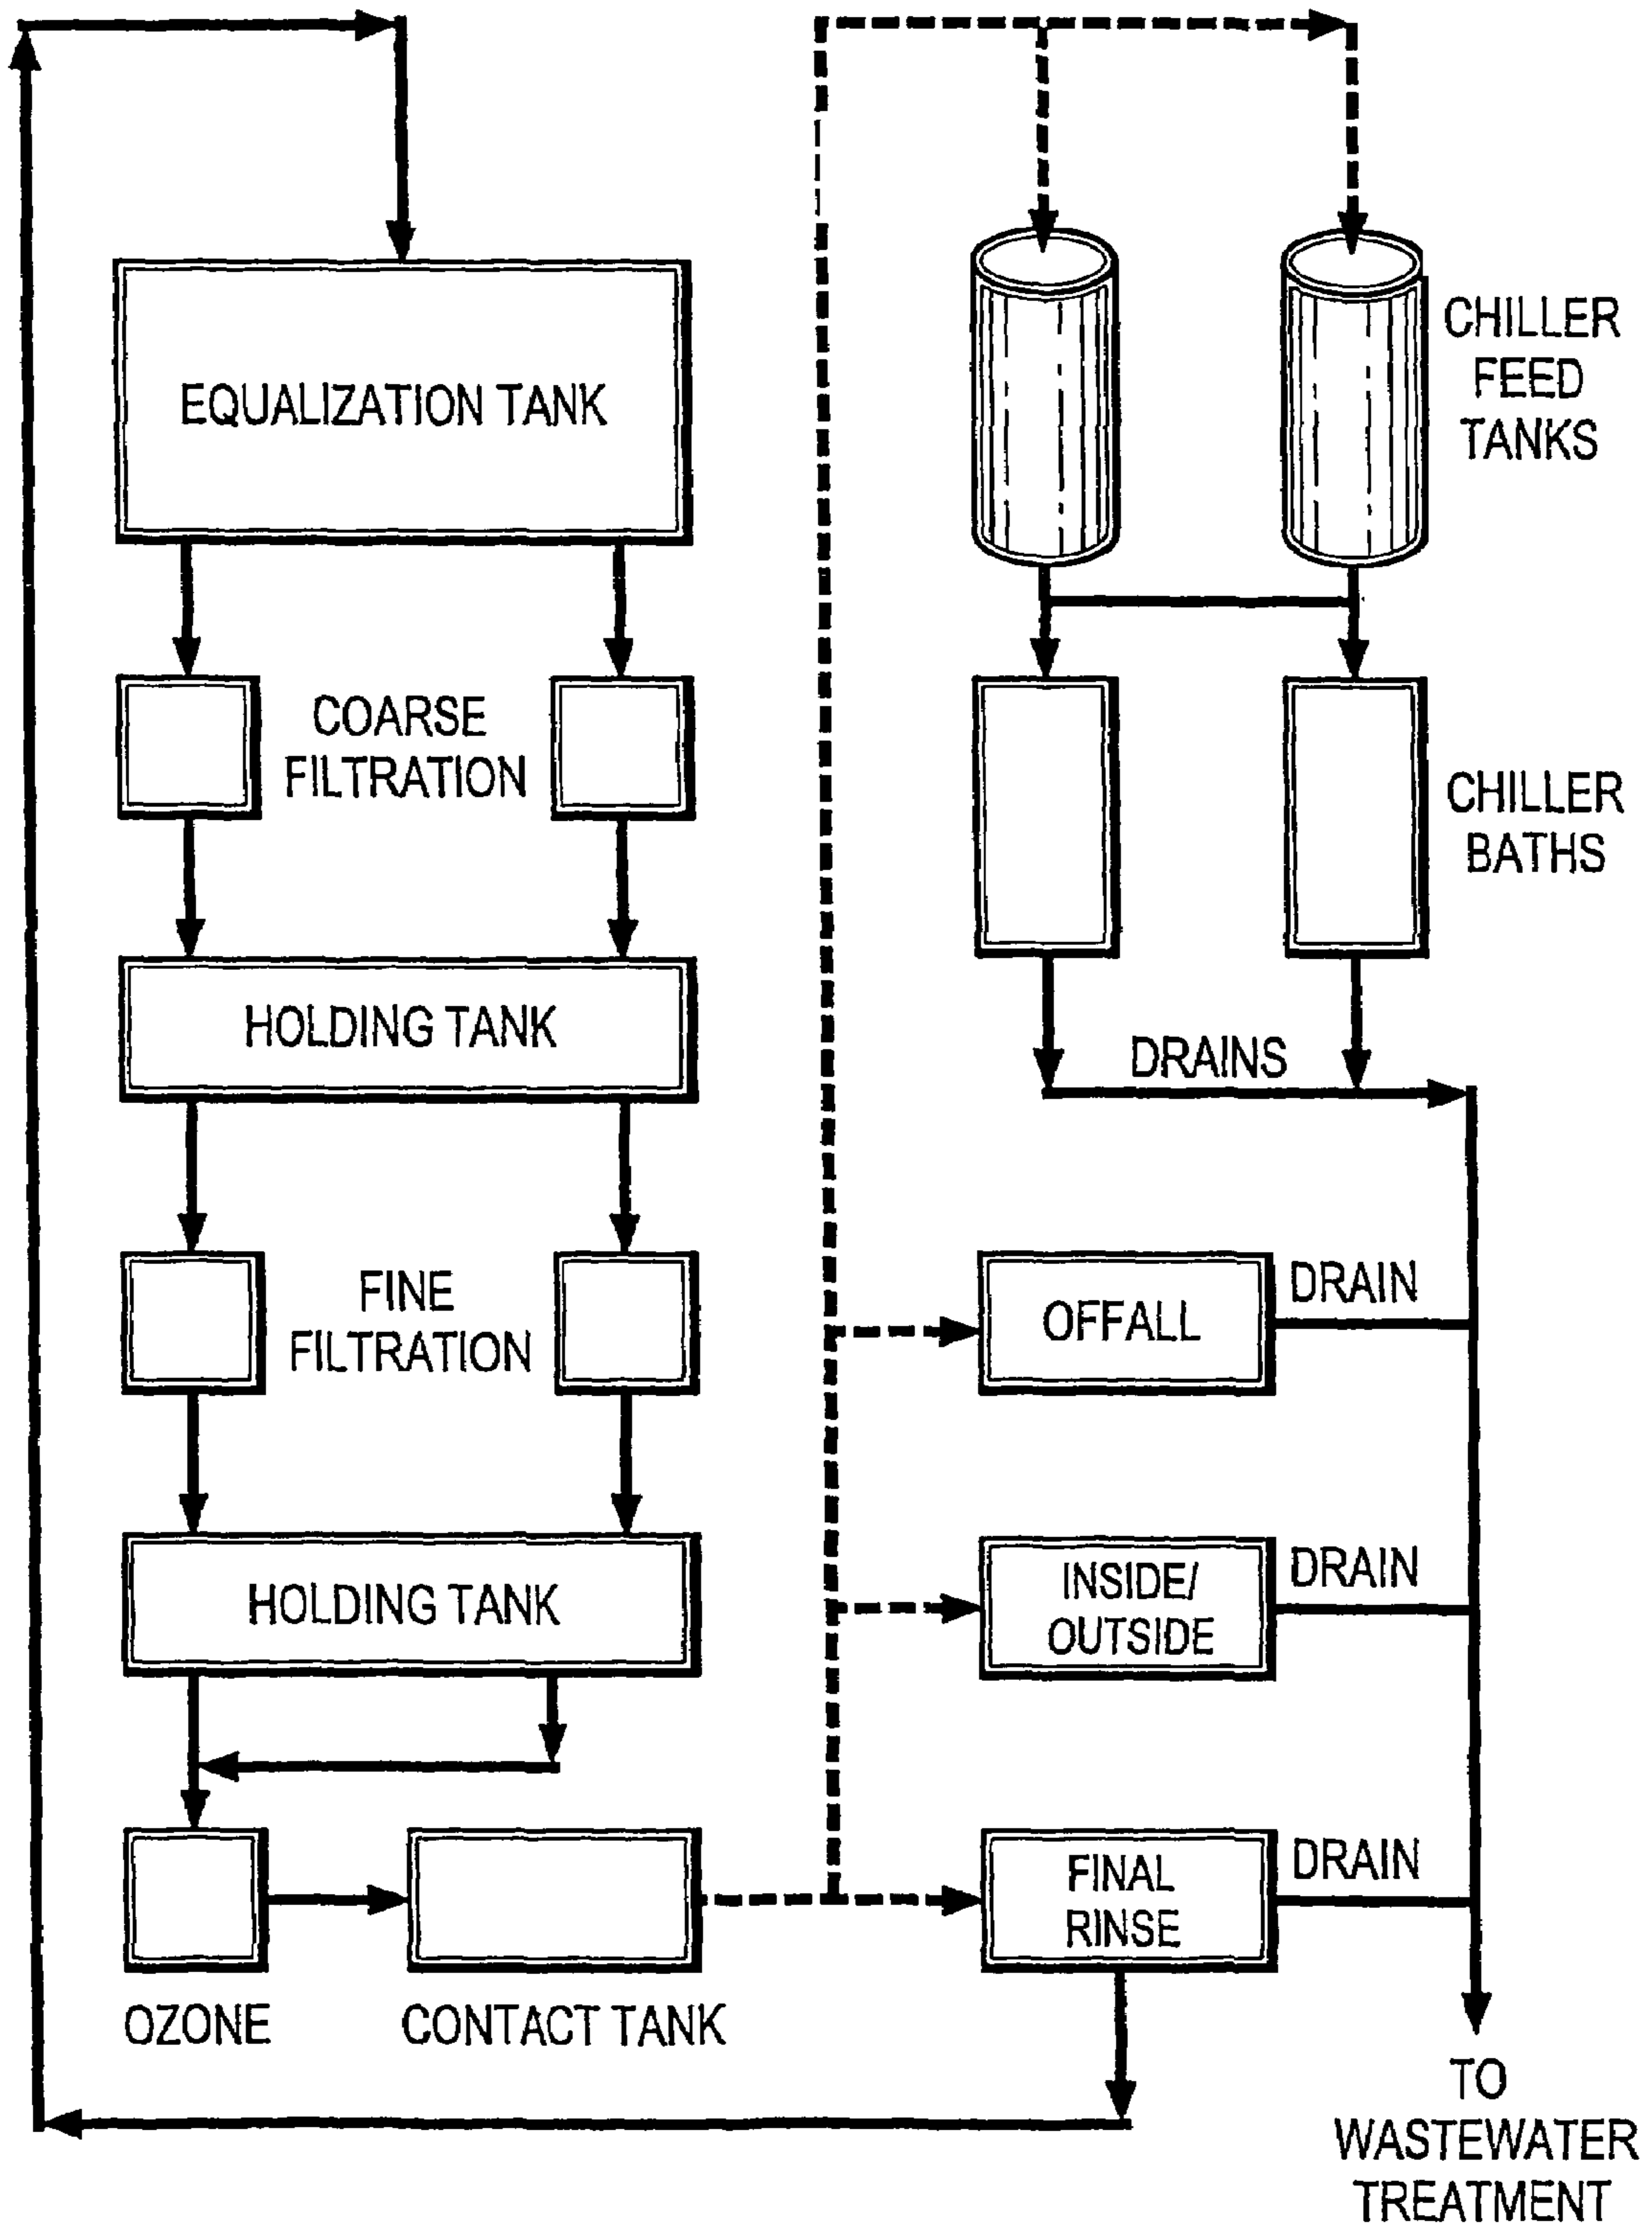 EQUALIZATION TANK
COARSE
FILTRATION
HOLDING TANK
FINE
FILTRATION
HOLDING TANK
OZONE
CONTACT TANK
CHILLER
FEED
TANKS
CHILLER
BATHS
DRAINS
OFFALL
DRAIN
INSIDE/
OUTSIDE
DRAIN
FINAL
RINSE
DRAIN
TO
WASTEWATER
TREATMENT